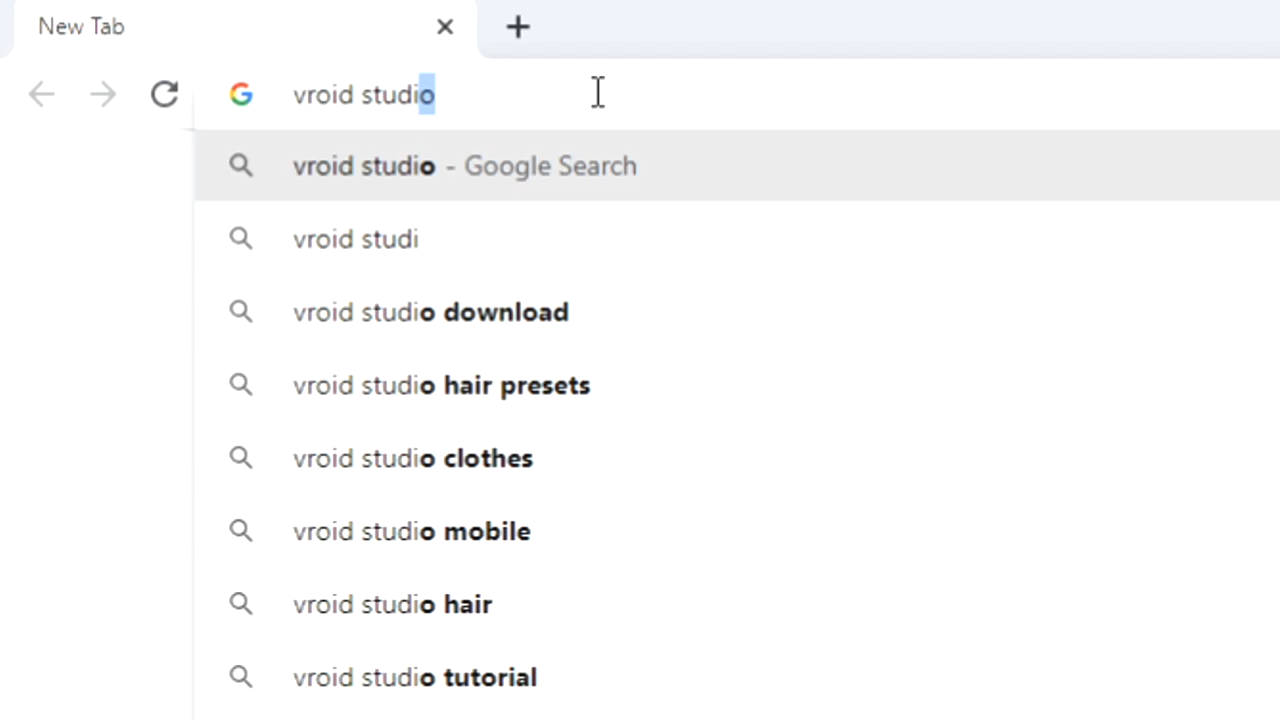 New Tab
vroid studio
vroid studio - Google Search
vroid studi
vroid studio download
vroid studio hair presets
vroid studio clothes
vroid studio mobile
vroid studio hair
vroid studio tutorial